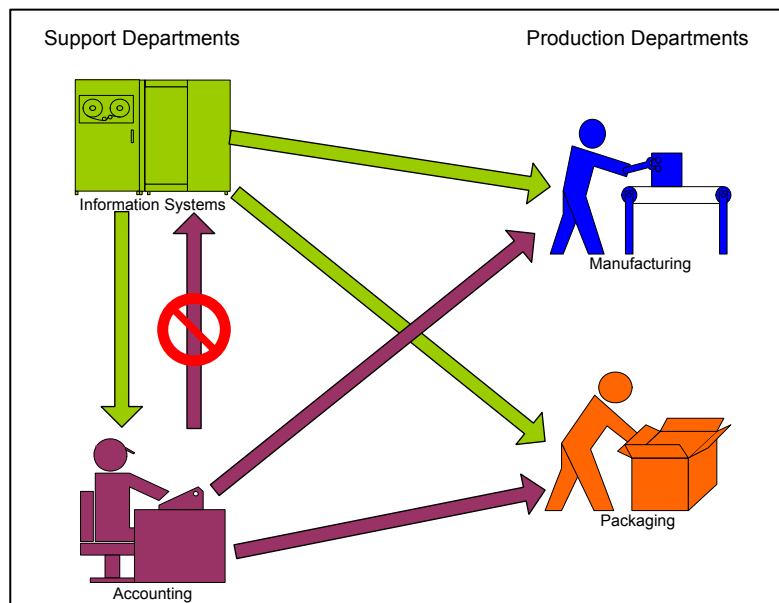 Support Departments
Production Departments
Information Systems
Manufacturing
Packaging
Accounting